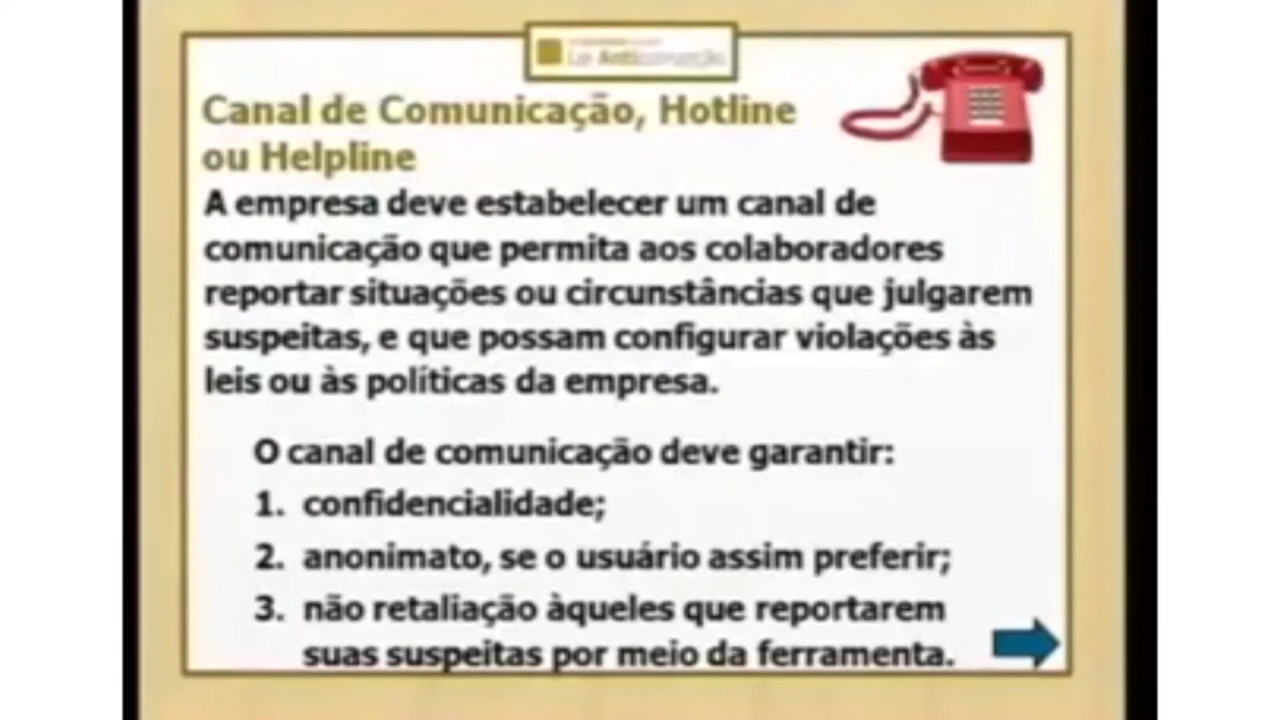 Lei Anticorrupção
Canal de Comunicação, Hotline
ou Helpline
A empresa deve estabelecer um canal de
comunicação que permita aos colaboradores
reportar situações ou circunstâncias que julgarem
suspeitas, e que possam configurar violações às
leis ou às políticas da empresa.
O canal de comunicação deve garantir:
1. confidencialidade;
2. anonimato, se o usuário assim preferir;
3. não retaliação àqueles que reportarem
suas suspeitas por meio da ferramenta.